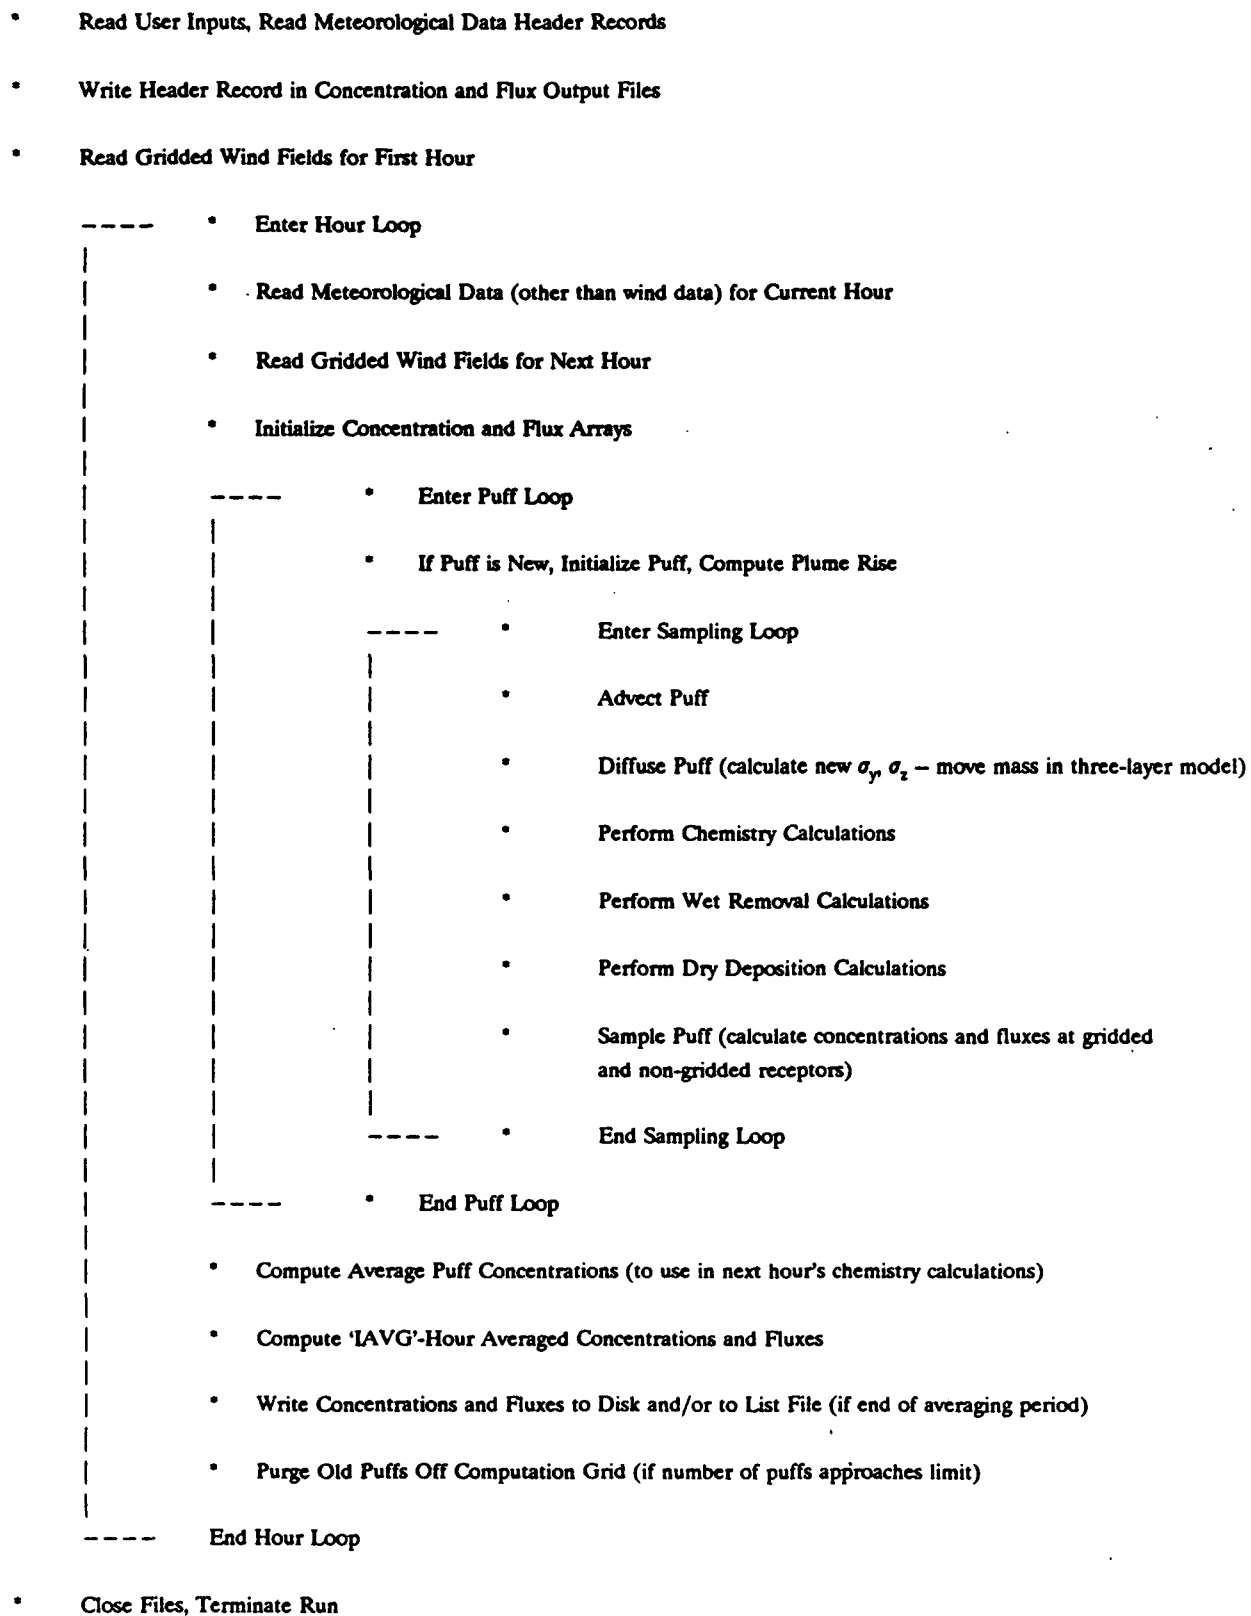 * Read User Inputs, Read Meteorological Data Header Records
* Write Header Record in Concentration and Flux Output Files
* Read Gridded Wind Fields for First Hour
---- * Enter Hour Loop
* Read Meteorological Data (other than wind data) for Current Hour
* Read Gridded Wind Fields for Next Hour
* Initialize Concentration and Flux Arrays
---- * Enter Puff Loop
* If Puff is New, Initialize Puff, Compute Plume Rise
---- * Enter Sampling Loop
* Advect Puff
* Diffuse Puff (calculate new σy, σz – move mass in three-layer model)
* Perform Chemistry Calculations
* Perform Wet Removal Calculations
* Perform Dry Deposition Calculations
* Sample Puff (calculate concentrations and fluxes at gridded
and non-gridded receptors)
---- * End Sampling Loop
---- * End Puff Loop
* Compute Average Puff Concentrations (to use in next hour's chemistry calculations)
* Compute 'IAVG'-Hour Averaged Concentrations and Fluxes
* Write Concentrations and Fluxes to Disk and/or to List File (if end of averaging period)
* Purge Old Puffs Off Computation Grid (if number of puffs approaches limit)
---- End Hour Loop
* Close Files, Terminate Run